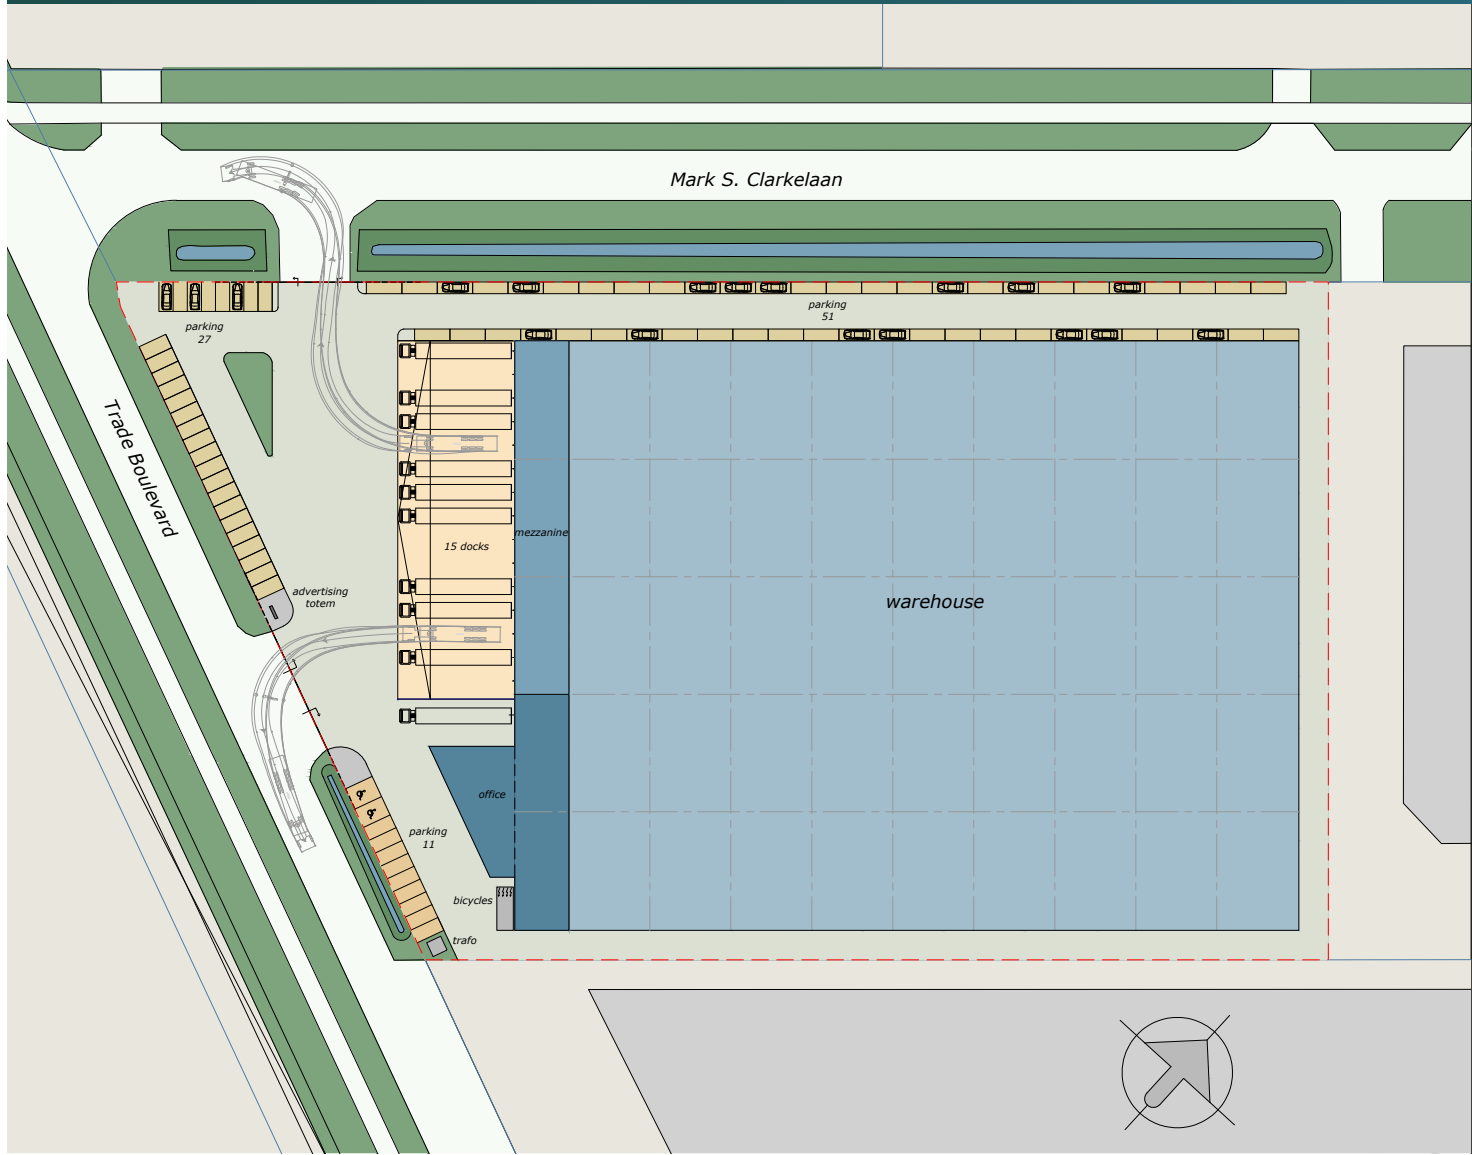 Mark S. Clarkelaan
parking
51
parking
27
Trade Boulevard
15 docks
mezzanine
advertising
totem
warehouse
office
parking
11
bicycles
trafo